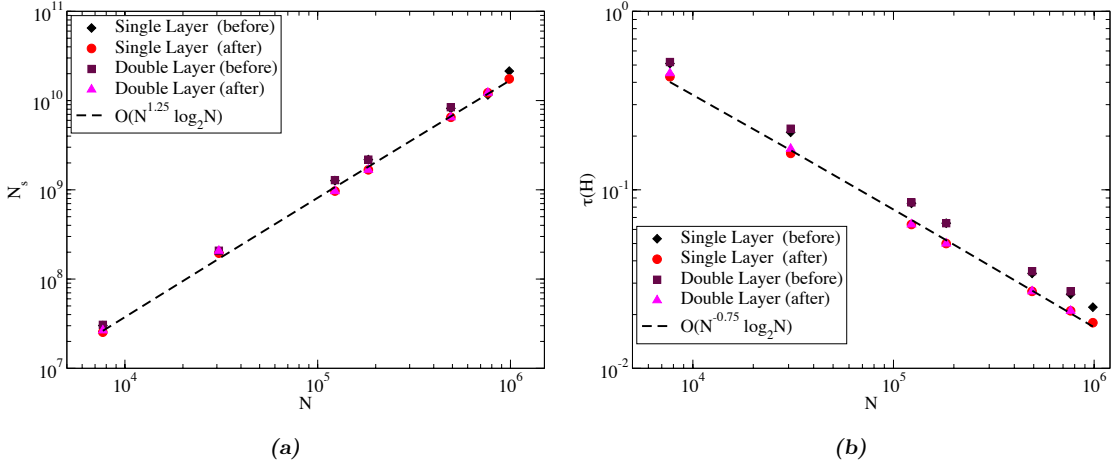 10^11
10^10
10^9
10^8
10^7
N_s
Single Layer (before)
Single Layer (after)
Double Layer (before)
Double Layer (after)
O(N^1.25 log_2N)
10^4
10^5
10^6
N
(a)
10^0
10^-1
10^-2
τ(H)
Single Layer (before)
Single Layer (after)
Double Layer (before)
Double Layer (after)
O(N^-0.75 log_2N)
10^4
10^5
10^6
N
(b)